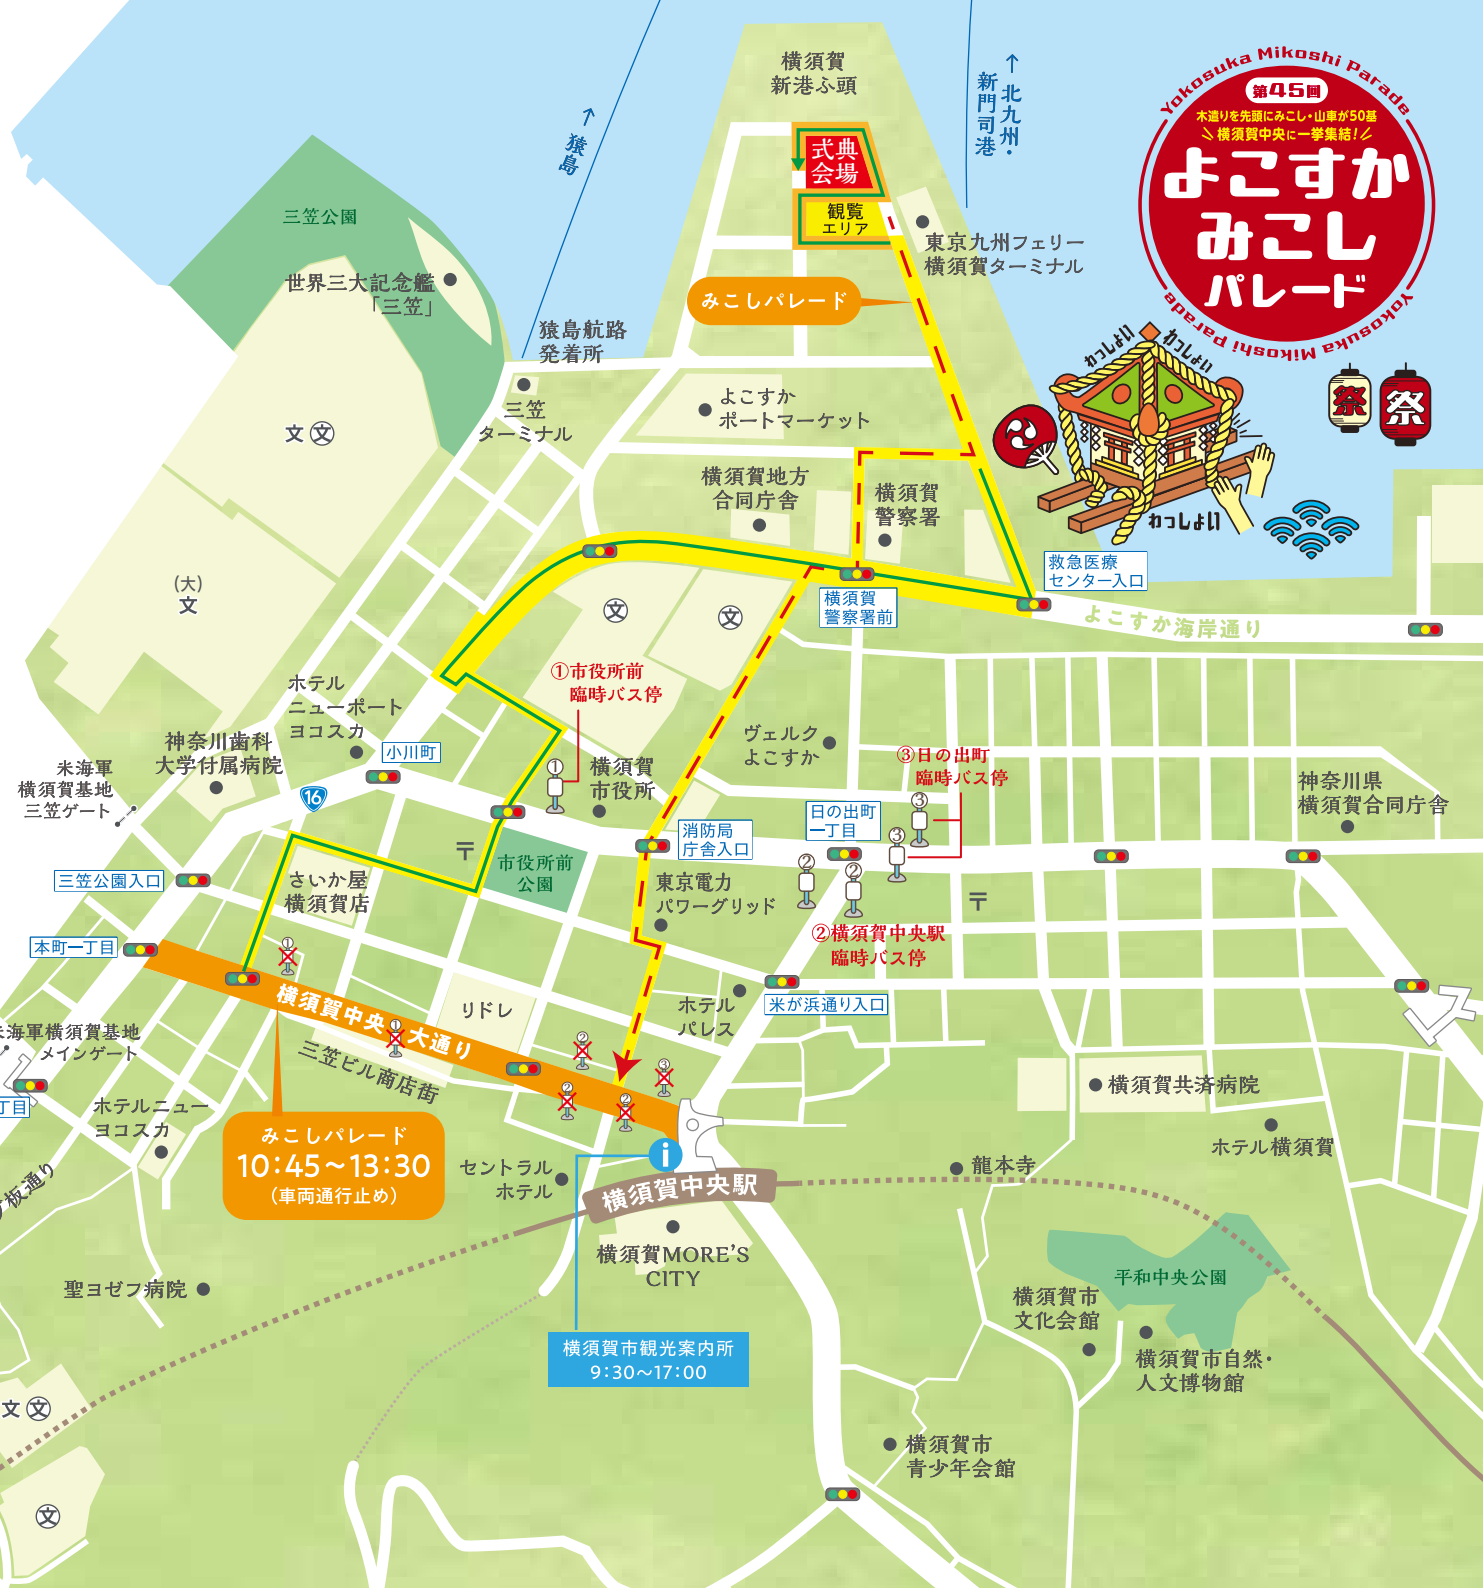 Yokosuka Mikoshi Parade
第45回
木遣りを先頭にみこし・山車が50基
横須賀中央に一挙集結!
よこすか
みこし
パレード
Yokosuka Mikoshi Parade
わっしょい
わっしょい
わっしょい
祭
祭
横須賀
新港ふ頭
↑北九州・
新門司港
↑猿島
式典
会場
観覧
エリア
東京九州フェリー
横須賀ターミナル
みこしパレード
三笠公園
世界三大記念艦
「三笠」
猿島航路
発着所
三笠
ターミナル
よこすか
ポートマーケット
文
文
横須賀地方
合同庁舎
横須賀
警察署
救急医療
センター入口
横須賀
警察署前
よこすか海岸通り
(大)
文
文
文
①市役所前
臨時バス停
ホテル
ニューポート
ヨコスカ
小川町
神奈川歯科
大学付属病院
米海軍
横須賀基地
三笠ゲート
16
①
横須賀
市役所
ヴェルク
よこすか
③日の出町
臨時バス停
神奈川県
横須賀合同庁舎
日の出町
一丁目
③
③
②
②
消防局
庁舎入口
〒
市役所前
公園
三笠公園入口
さいか屋
横須賀店
東京電力
パワーグリッド
〒
②横須賀中央駅
臨時バス停
本町一丁目
①
横須賀中央大通り
①
リドレ
ホテル
パレス
米が浜通り入口
米海軍横須賀基地
メインゲート
三笠ビル商店街
②
③
②
②
丁目
ホテルニュー
ヨコスカ
みこしパレード
10:45～13:30
(車両通行止め)
横須賀共済病院
ホテル横須賀
龍本寺
セントラル
ホテル
i
横須賀中央駅
横須賀MORE'S
CITY
板通り
聖ヨゼフ病院
平和中央公園
横須賀市
文化会館
横須賀市自然・
人文博物館
横須賀市観光案内所
9:30～17:00
文
文
横須賀市
青少年会館
文